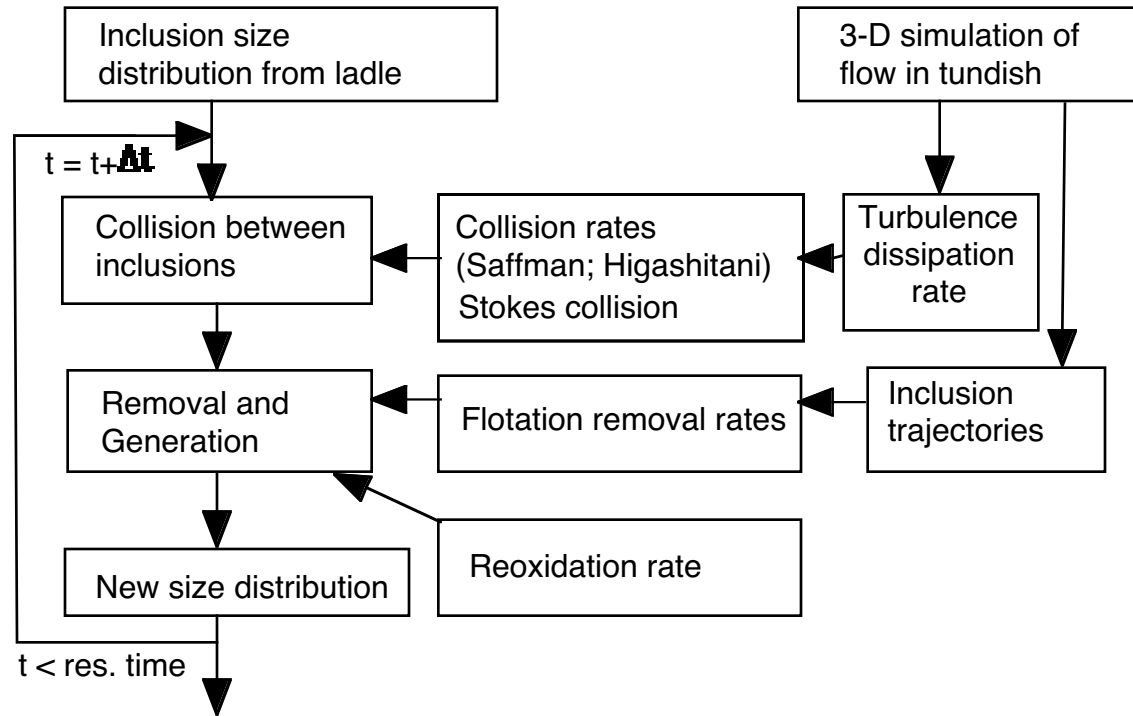 Inclusion size
distribution from ladle
3-D simulation of
flow in tundish
t = t+Δt
Collision between
inclusions
Collision rates
(Saffman; Higashitani)
Stokes collision
Turbulence
dissipation
rate
Removal and
Generation
Flotation removal rates
Inclusion
trajectories
New size distribution
Reoxidation rate
t < res. time